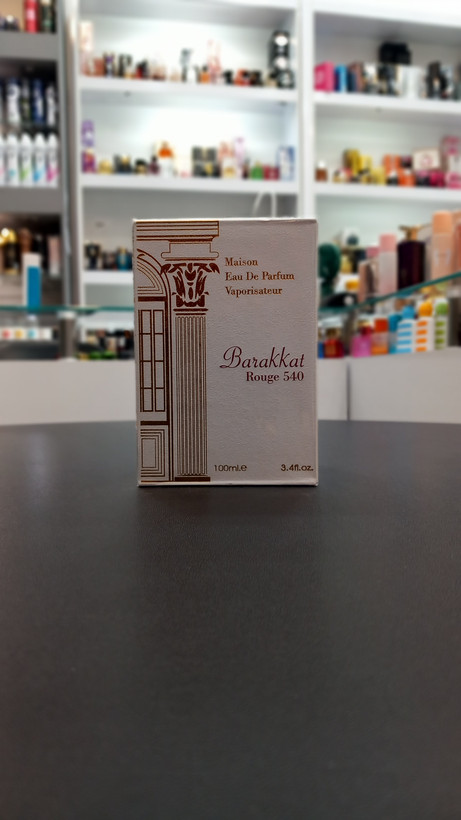 Maison
Eau De Parfum
Vaporisateur
Barakkat
Rouge 540
100ml.e 3.4fl.oz.